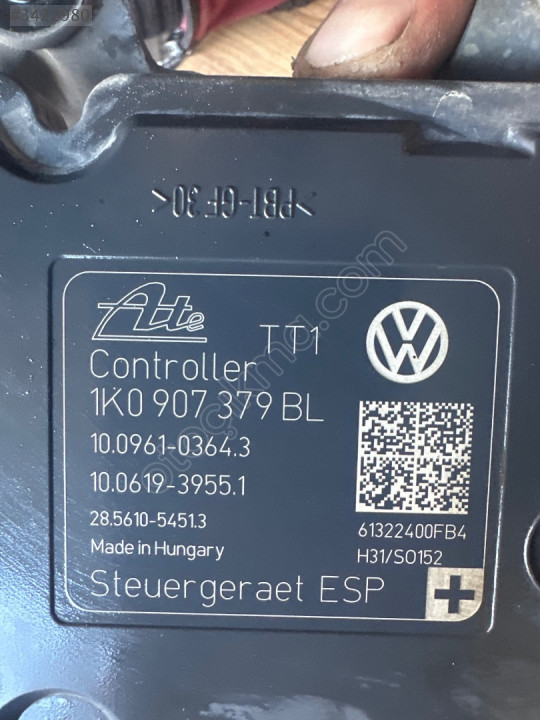 >PBT-GF30<
Ate
TT1
Controller
1K0 907 379 BL
10.0961-0364.3
10.0619-3955.1
28.5610-5451.3
61322400FB4
Made in Hungary
H31/SO152
Steuergeraet ESP